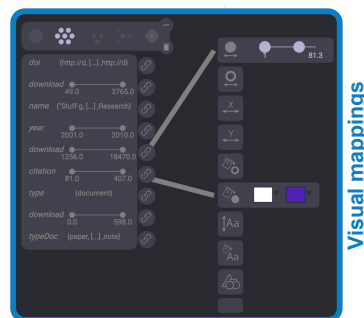 doi {http://d, [...] ,http://d}
download 49.0 3765.0
name {"Stuff g, [...] ,Research}
year 2001.0 2010.0
download 1256.0 18470.0
citation 81.0 407.0
type {document}
download 0.0 598.0
typeDoc {paper, [...] ,note}
81.3
X
Y
Aa
Aa
Visual mappings